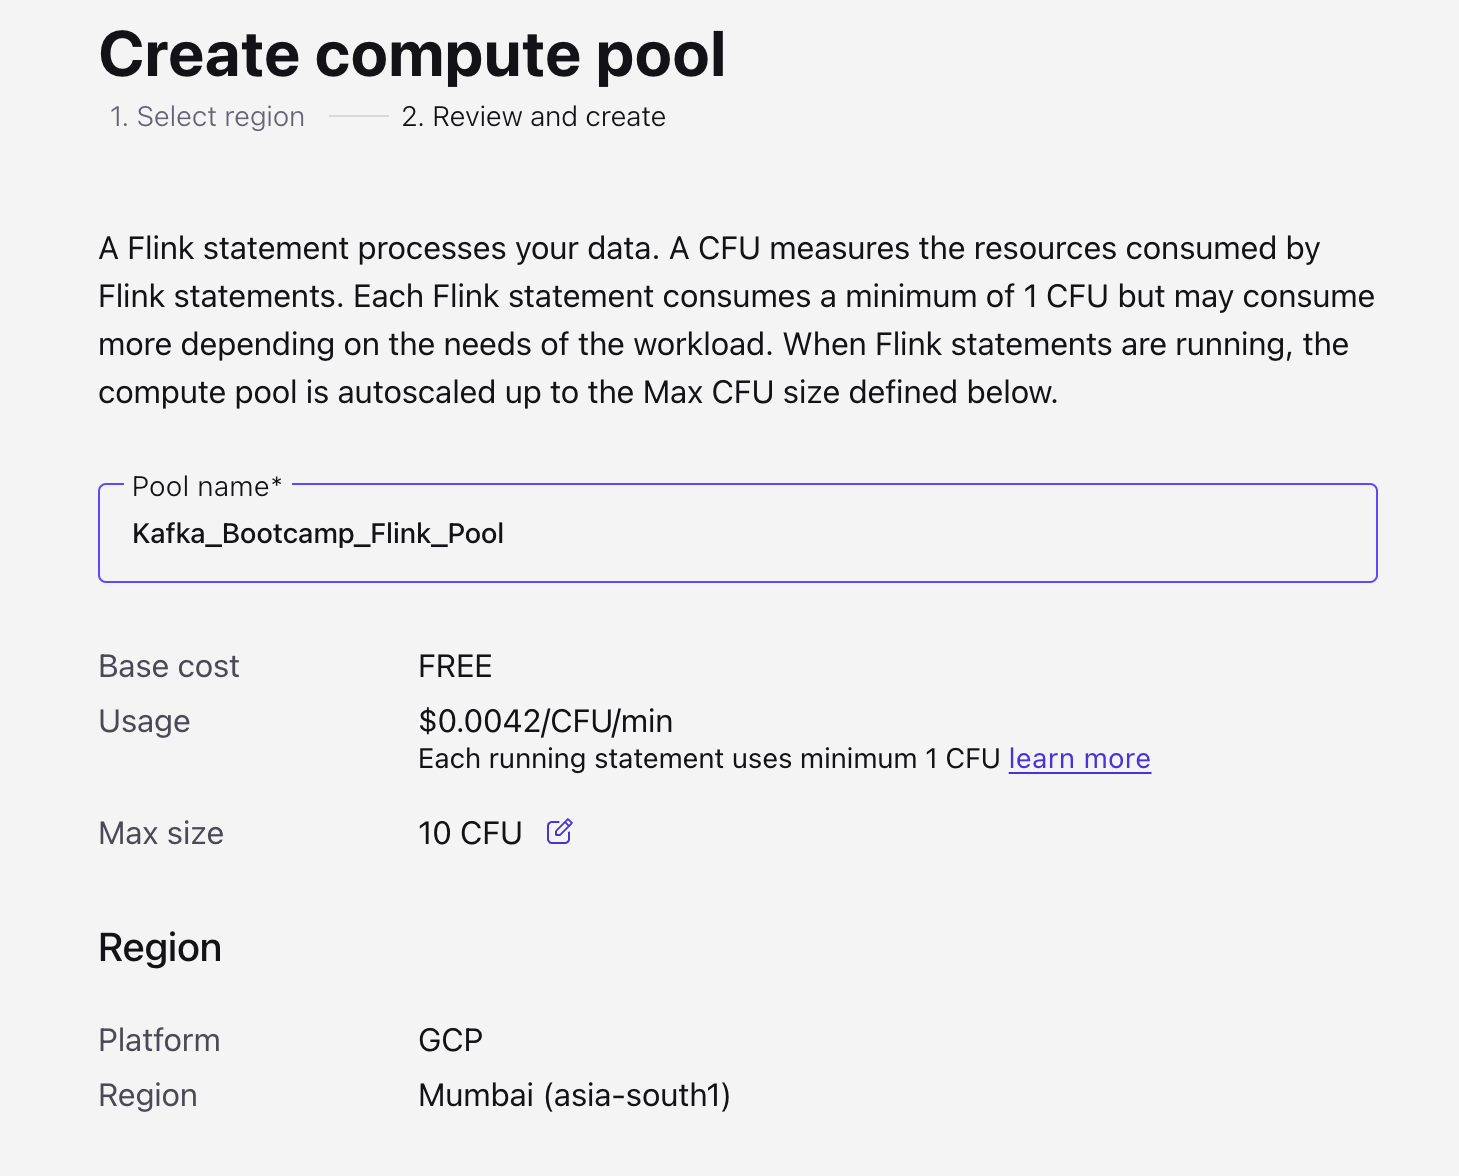 Create compute pool
1. Select region 2. Review and create
A Flink statement processes your data. A CFU measures the resources consumed by
Flink statements. Each Flink statement consumes a minimum of 1 CFU but may consume
more depending on the needs of the workload. When Flink statements are running, the
compute pool is autoscaled up to the Max CFU size defined below.
Pool name*
Kafka_Bootcamp_Flink_Pool
Base cost FREE
Usage $0.0042/CFU/min
Each running statement uses minimum 1 CFU learn more
Max size 10 CFU
Region
Platform GCP
Region Mumbai (asia-south1)